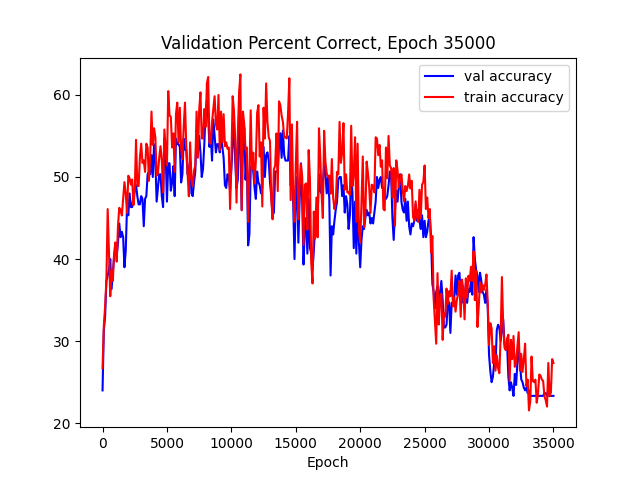 Validation Percent Correct, Epoch 35000
val accuracy
train accuracy
60
50
40
30
20
0 5000 10000 15000 20000 25000 30000 35000
Epoch